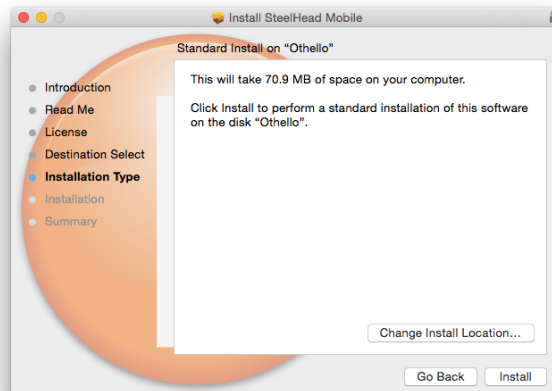 Install SteelHead Mobile
Standard Install on “Othello”
Introduction
Read Me
License
Destination Select
Installation Type
Installation
Summary
This will take 70.9 MB of space on your computer.
Click Install to perform a standard installation of this software
on the disk “Othello”.
Change Install Location...
Go Back
Install